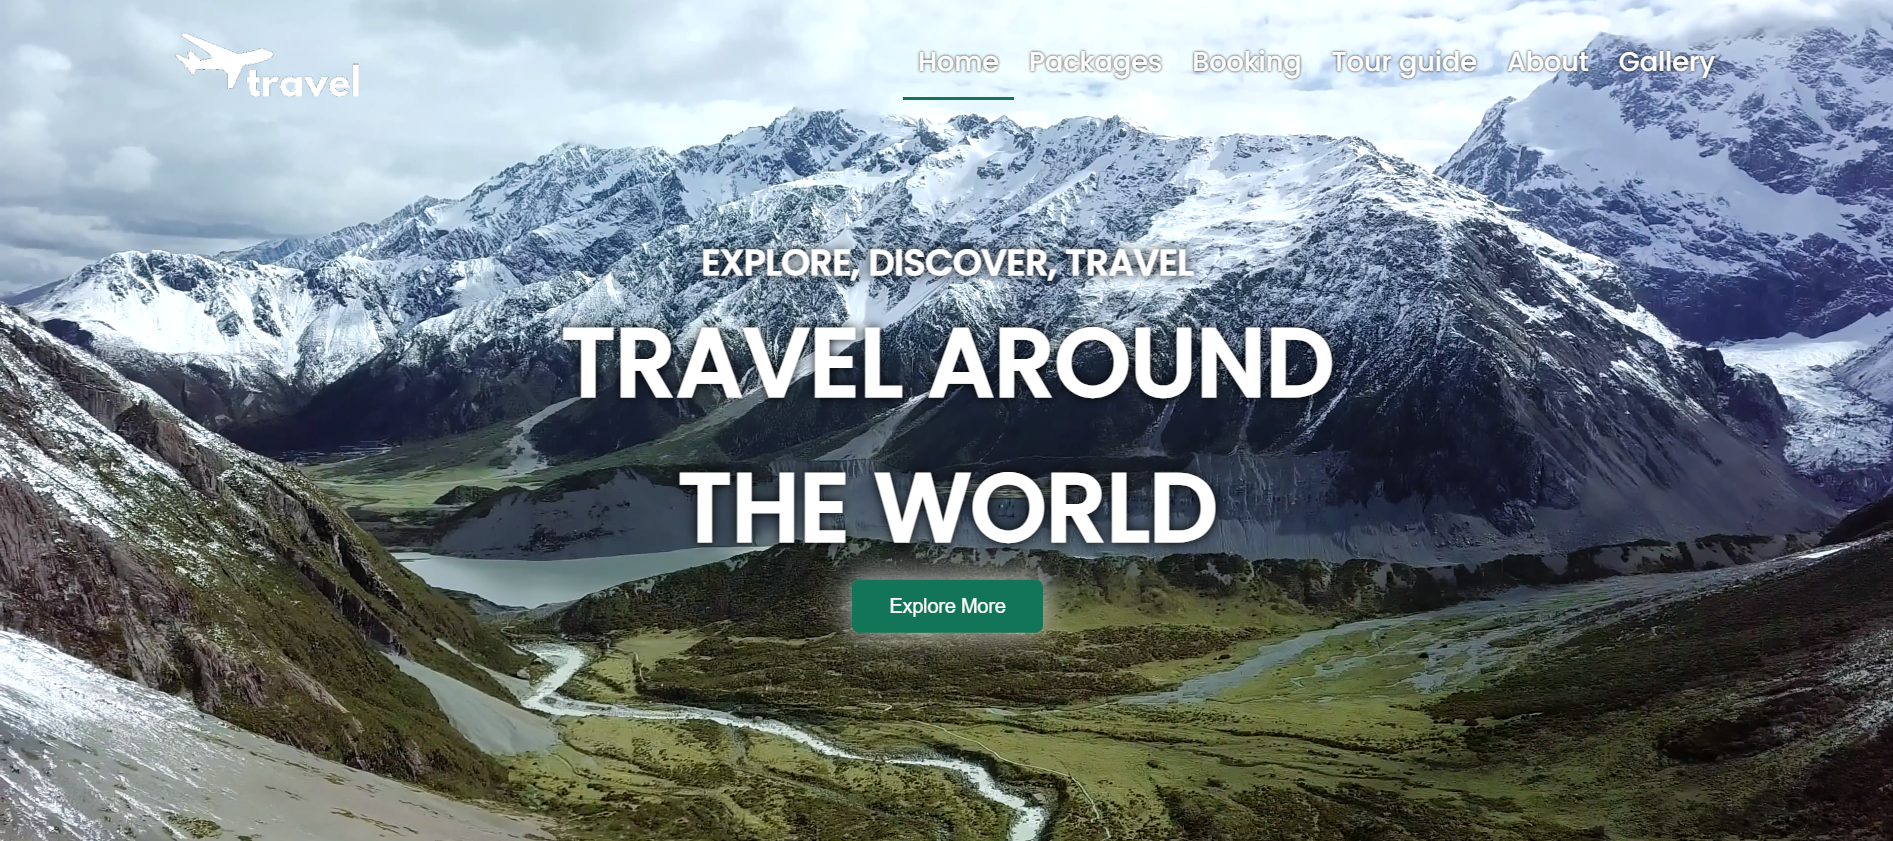 travel
Home Packages Booking Tour guide About Gallery
EXPLORE, DISCOVER, TRAVEL
TRAVEL AROUND
THE WORLD
Explore More